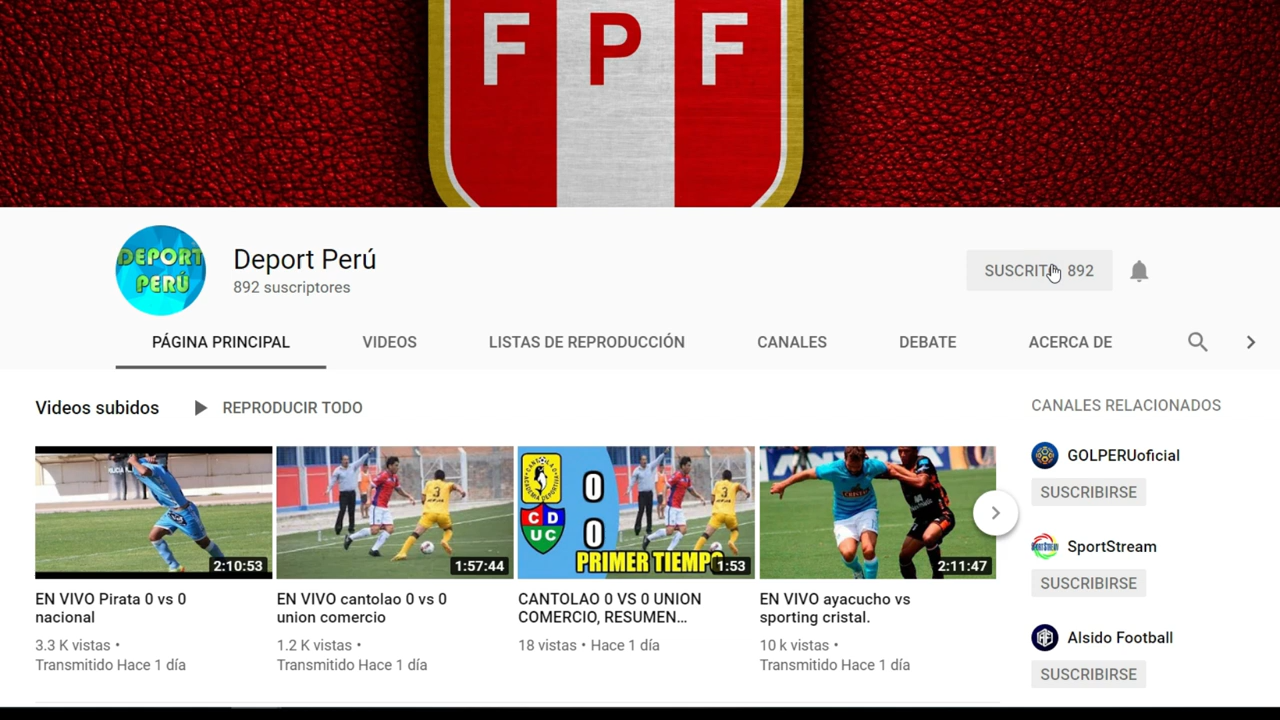 FPF
DEPORT
PERÚ
Deport Perú
892 suscriptores
892
PÁGINA PRINCIPAL
VIDEOS
LISTAS DE REPRODUCCIÓN
CANALES
DEBATE
ACERCA DE
Videos subidos
REPRODUCIR TODO
CANALES RELACIONADOS
2:10:53
EN VIVO Pirata 0 vs 0
nacional
3.3 K vistas •
Transmitido Hace 1 día
1:57:44
EN VIVO cantolao 0 vs 0
union comercio
1.2 K vistas •
Transmitido Hace 1 día
0
0
C D
U C
PRIMER TIEMPO
1:53
CANTOLAO 0 VS 0 UNION
COMERCIO, RESUMEN...
18 vistas • Hace 1 día
2:11:47
EN VIVO ayacucho vs
sporting cristal.
10 k vistas •
Transmitido Hace 1 día
GOLPERUoficial
SUSCRIBIRSE
SportStream
SUSCRIBIRSE
Alsido Football
SUSCRIBIRSE